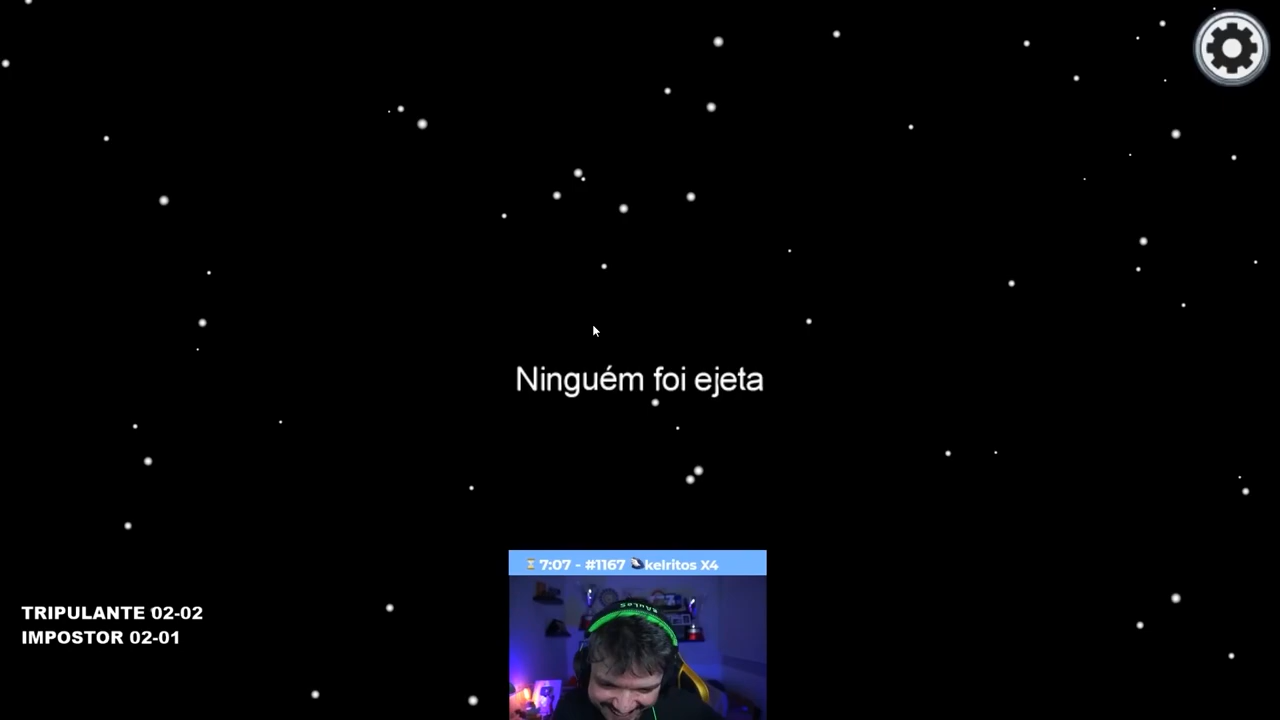 Ninguém foi ejeta
7:07 - #1167 kelritos X4
TRIPULANTE 02-02
IMPOSTOR 02-01